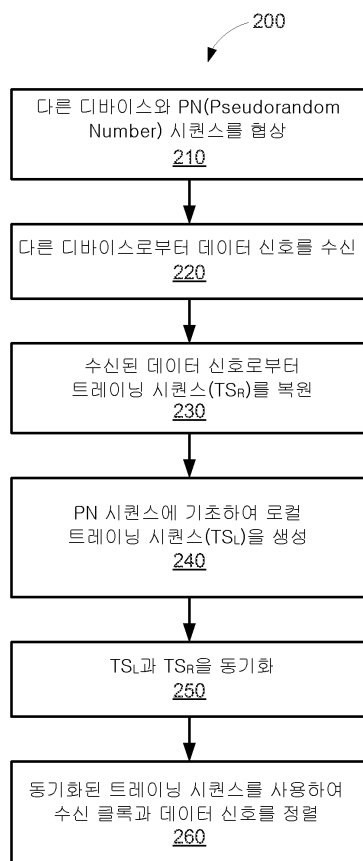 200
다른 디바이스와 PN(Pseudorandom
Number) 시퀀스를 협상
210
다른 디바이스로부터 데이터 신호를 수신
220
수신된 데이터 신호로부터
트레이닝 시퀀스(TSR)를 복원
230
PN 시퀀스에 기초하여 로컬
트레이닝 시퀀스(TSL)을 생성
240
TSL과 TSR을 동기화
250
동기화된 트레이닝 시퀀스를 사용하여
수신 클록과 데이터 신호를 정렬
260